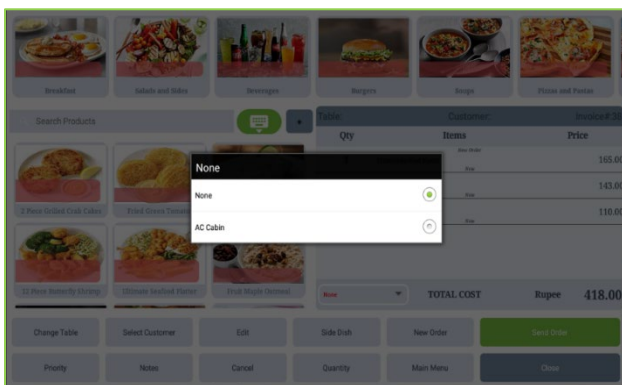 Breakfast
Salads and Sides
Beverages
Burgers
Soups
Pizzas and Pastas
Search Products
+
Table:
Customer:
Invoice#:
Qty
Items
Price
New Order
165.00
143.00
110.00
None
None
AC Cabin
2 Piece Grilled Crab Cakes
Fried Green Tomato
12 Piece Butterfly Shrimp
Ultimate Seafood Platter
Fruit Maple Oatmeal
None
TOTAL COST
Rupee
418.00
Change Table
Select Customer
Edit
Side Dish
New Order
Send Order
Priority
Notes
Cancel
Quantity
Main Menu
Close